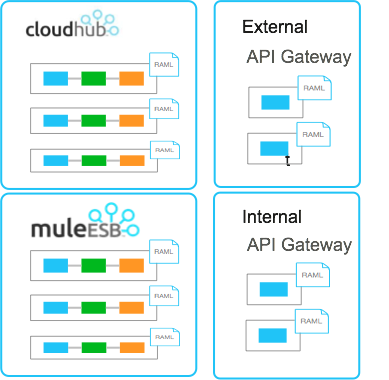 cloudhub
RAML
RAML
RAML
External
API Gateway
RAML
RAML
muleESB
RAML
RAML
RAML
Internal
API Gateway
RAML
RAML